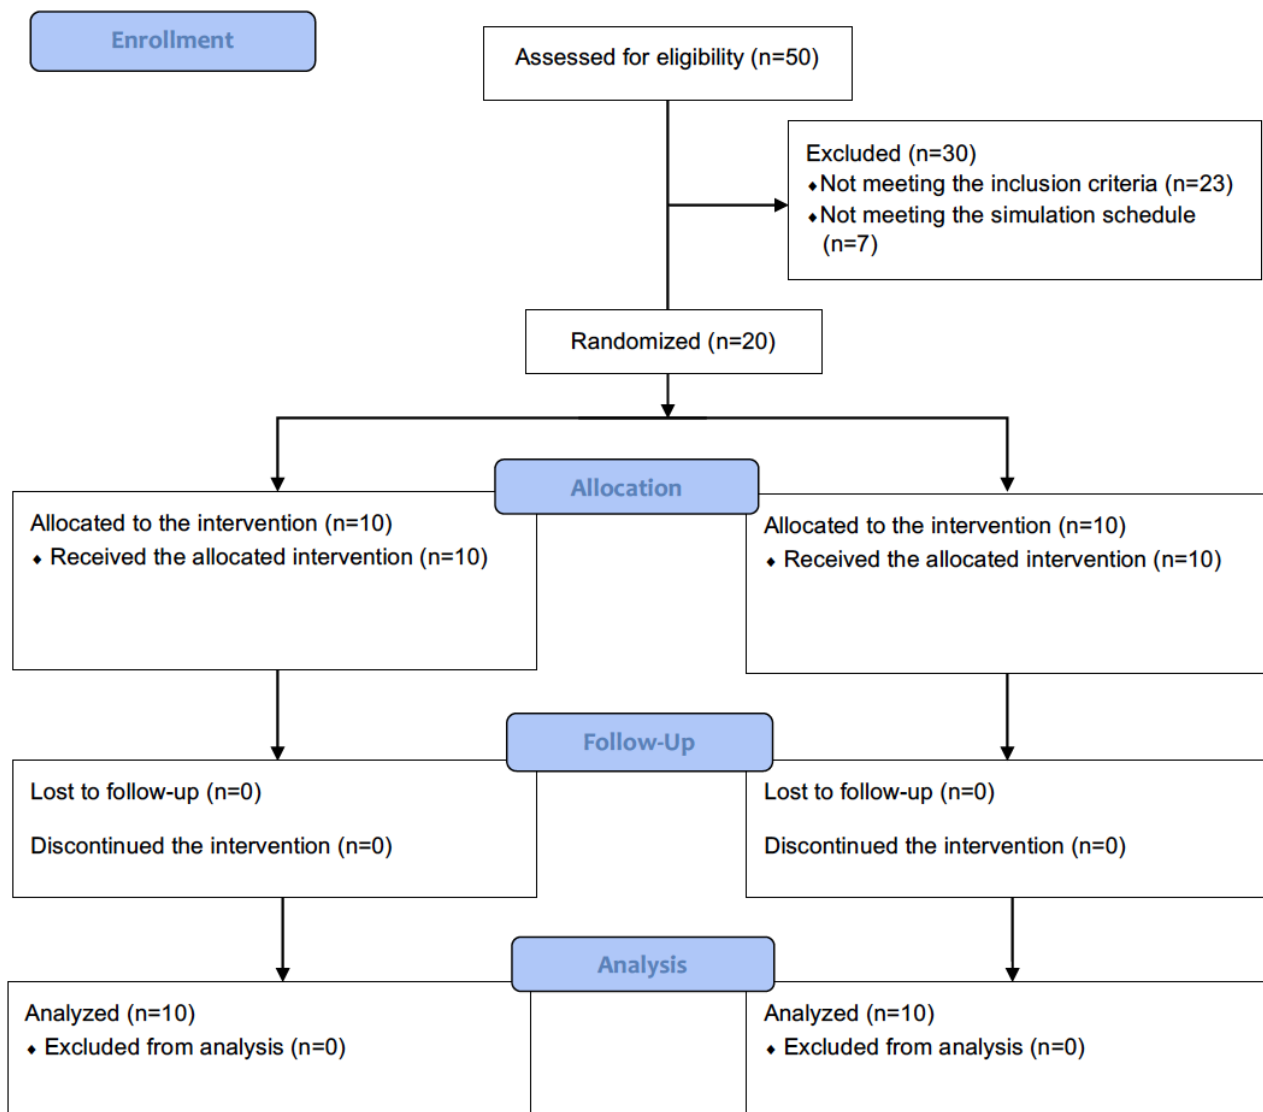 Enrollment
Assessed for eligibility (n=50)
Excluded (n=30)
⬧Not meeting the inclusion criteria (n=23)
⬧Not meeting the simulation schedule
(n=7)
Randomized (n=20)
Allocation
Allocated to the intervention (n=10)
⬧ Received the allocated intervention (n=10)
Allocated to the intervention (n=10)
⬧ Received the allocated intervention (n=10)
Follow-Up
Lost to follow-up (n=0)
Discontinued the intervention (n=0)
Lost to follow-up (n=0)
Discontinued the intervention (n=0)
Analysis
Analyzed (n=10)
⬧ Excluded from analysis (n=0)
Analyzed (n=10)
⬧ Excluded from analysis (n=0)